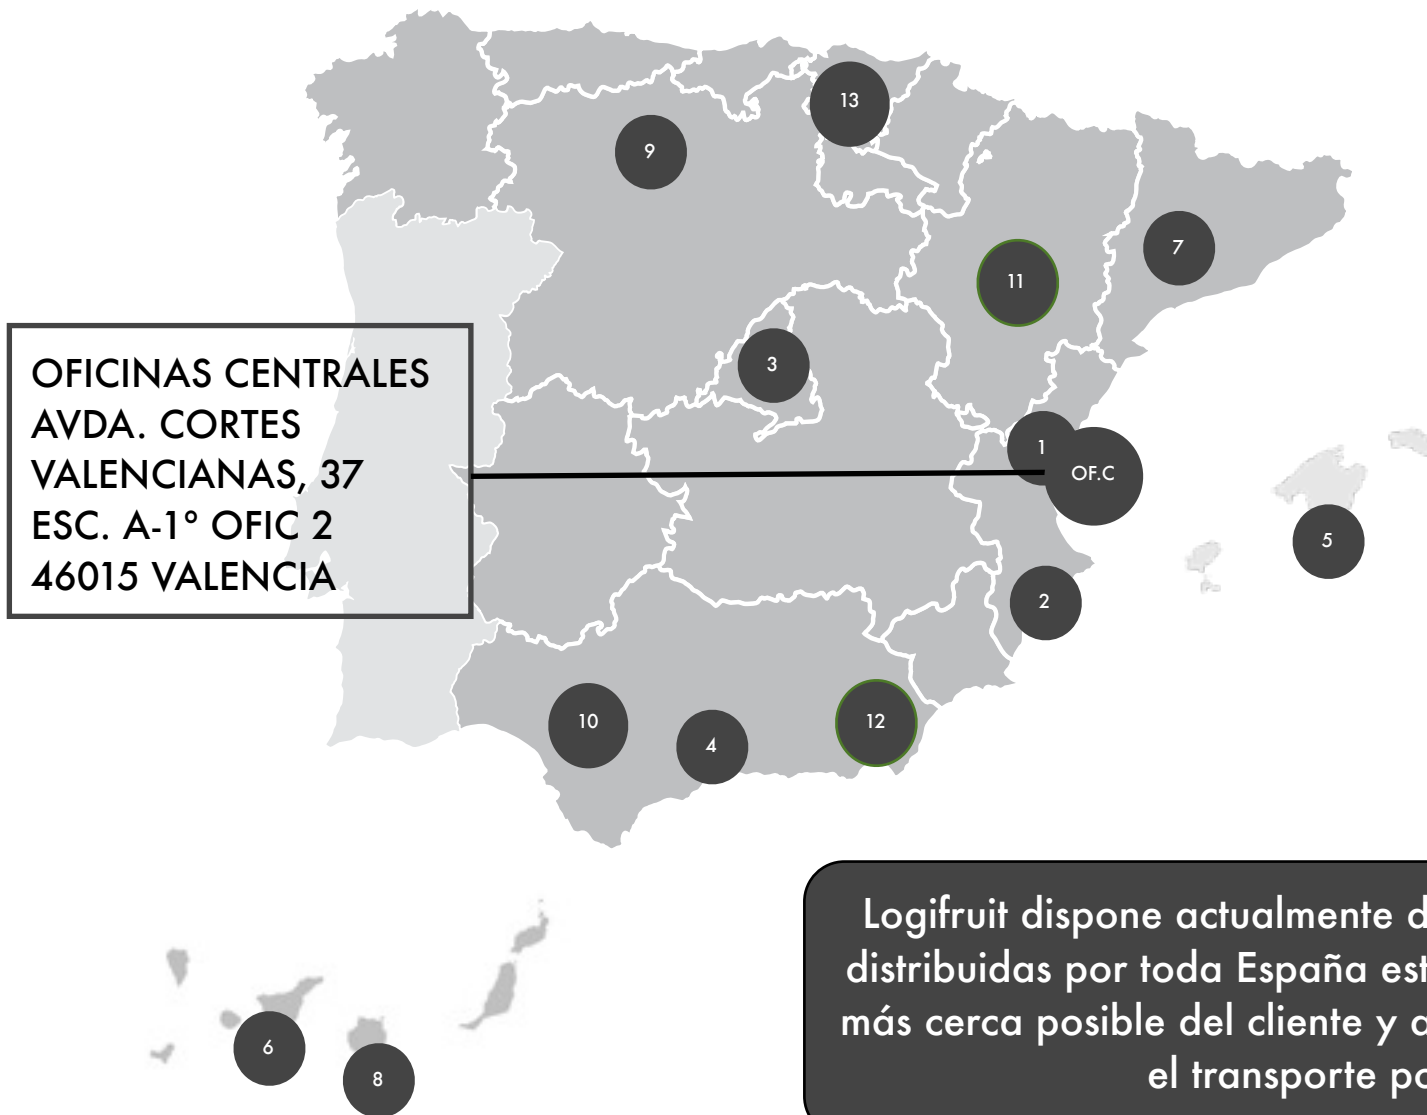 13
9
7
11
3
OFICINAS CENTRALES
AVDA. CORTES
VALENCIANAS, 37
ESC. A-1º OFIC 2
46015 VALENCIA
1
OF.C
5
2
10
4
12
6
8
Logifruit dispone actualmente d
distribuidas por toda España est
más cerca posible del cliente y a
el transporte po